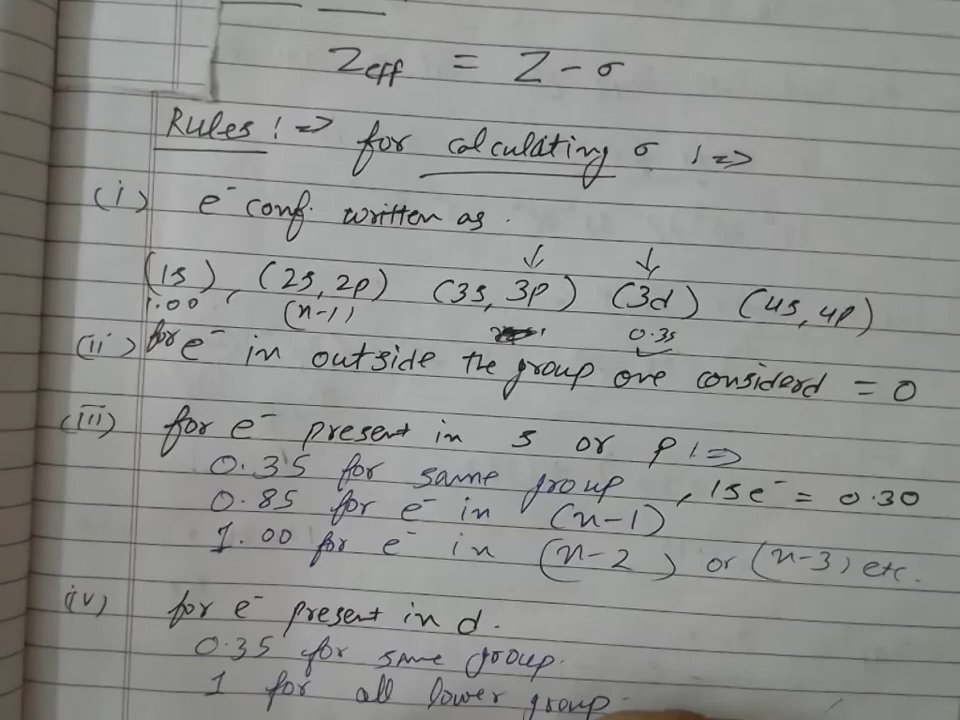 Zeff = Z - σ
Rules : => for calculating σ : =>
(i) e⁻ conf. written as.
(1s), (2s, 2p) (3s, 3p) (3d) (4s, 4p)
1.00 (n-1) 0.35
(ii) for e⁻ in outside the group are considerd = 0
(iii) for e⁻ present in s or p : =>
0.35 for same group, 1s e⁻ = 0.30
0.85 for e⁻ in (n-1)
1.00 for e⁻ in (n-2) or (n-3) etc.
(iv) for e⁻ present in d.
0.35 for same group.
1 for all lower group